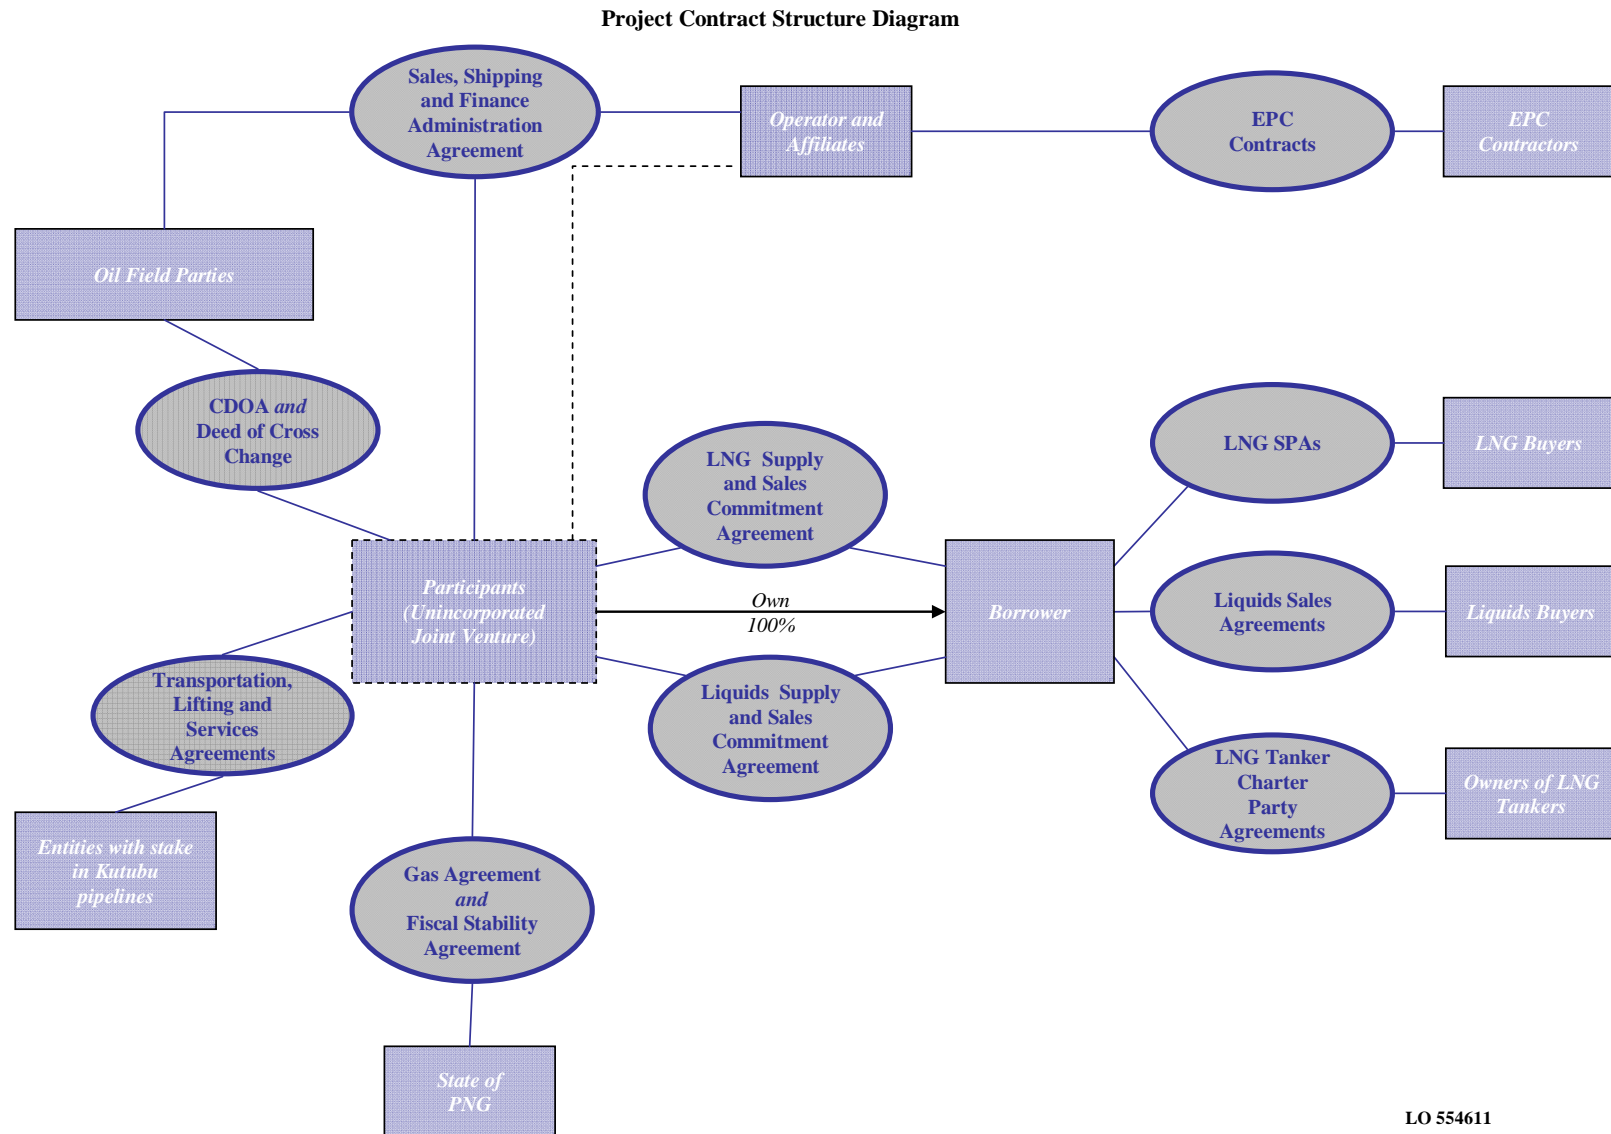 Project Contract Structure Diagram
Sales, Shipping
and Finance
Administration
Agreement
Operator and
Affiliates
EPC
Contracts
EPC
Contractors
Oil Field Parties
CDOA and
Deed of Cross
Change
LNG Supply
and Sales
Commitment
Agreement
LNG SPAs
LNG Buyers
Participants
(Unincorporated
Joint Venture)
Own
100%
Borrower
Liquids Sales
Agreements
Liquids Buyers
Transportation,
Lifting and
Services
Agreements
Liquids Supply
and Sales
Commitment
Agreement
LNG Tanker
Charter
Party
Agreements
Owners of LNG
Tankers
Entities with stake
in Kutubu
pipelines
Gas Agreement
and
Fiscal Stability
Agreement
State of
PNG
LO 554611